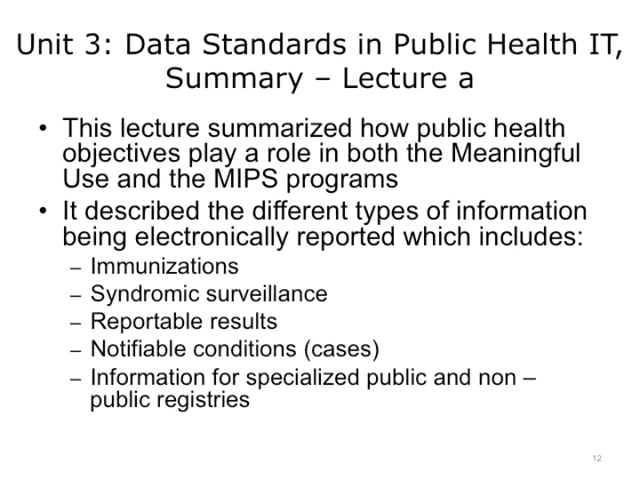 Unit 3: Data Standards in Public Health IT,
Summary – Lecture a
• This lecture summarized how public health
objectives play a role in both the Meaningful
Use and the MIPS programs
• It described the different types of information
being electronically reported which includes:
– Immunizations
– Syndromic surveillance
– Reportable results
– Notifiable conditions (cases)
– Information for specialized public and non –
public registries
12